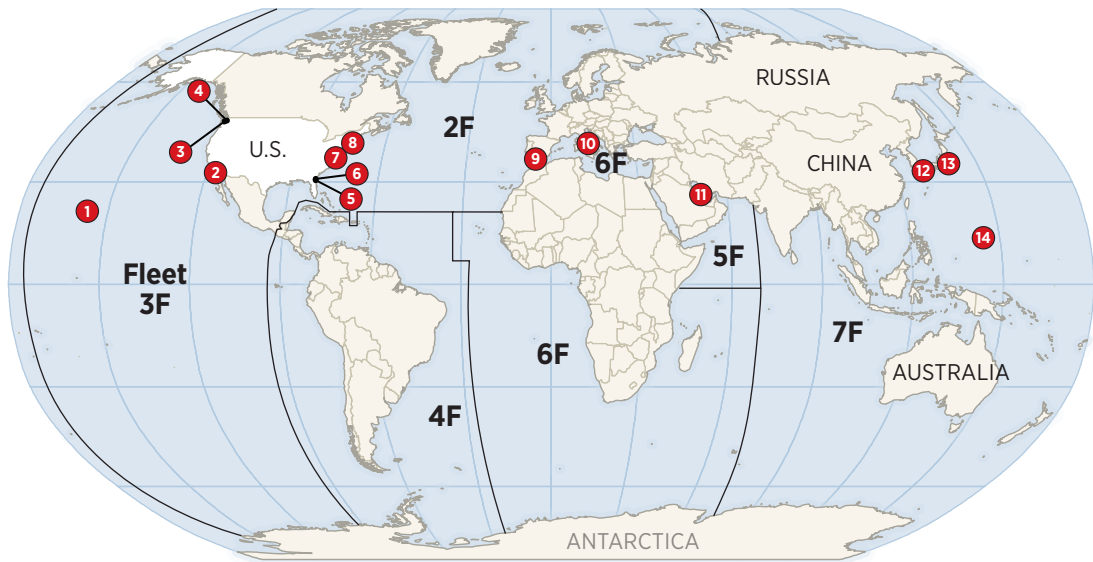 RUSSIA
4
2F
8
U.S.
3
7
10
9
6F
CHINA
12
13
2
6
5
11
1
14
5F
Fleet
3F
6F
7F
AUSTRALIA
4F
ANTARCTICA